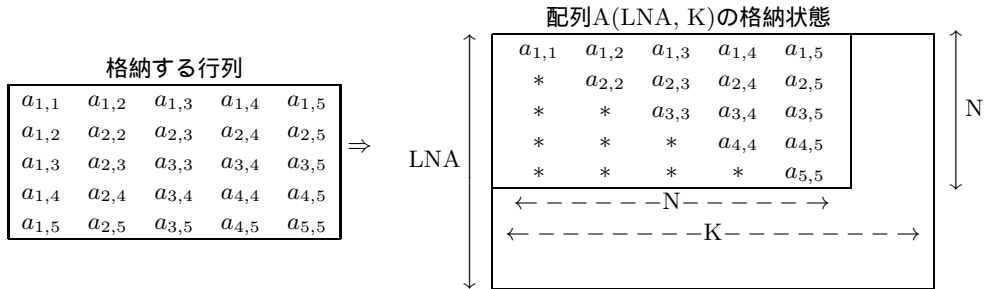 配列A(LNA, K)の格納状態
格納する行列
a1,1 a1,2 a1,3 a1,4 a1,5
a1,2 a2,2 a2,3 a2,4 a2,5
a1,3 a2,3 a3,3 a3,4 a3,5
a1,4 a2,4 a3,4 a4,4 a4,5
a1,5 a2,5 a3,5 a4,5 a5,5
⇒
LNA
a1,1 a1,2 a1,3 a1,4 a1,5
* a2,2 a2,3 a2,4 a2,5
* * a3,3 a3,4 a3,5
* * * a4,4 a4,5
* * * * a5,5
N
N
K